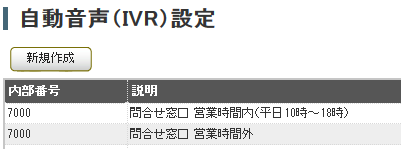 自動音声(IVR)設定
新規作成
内部番号 説明
7000 問合せ窓口 営業時間内(平日10時～18時)
7000 問合せ窓口 営業時間外